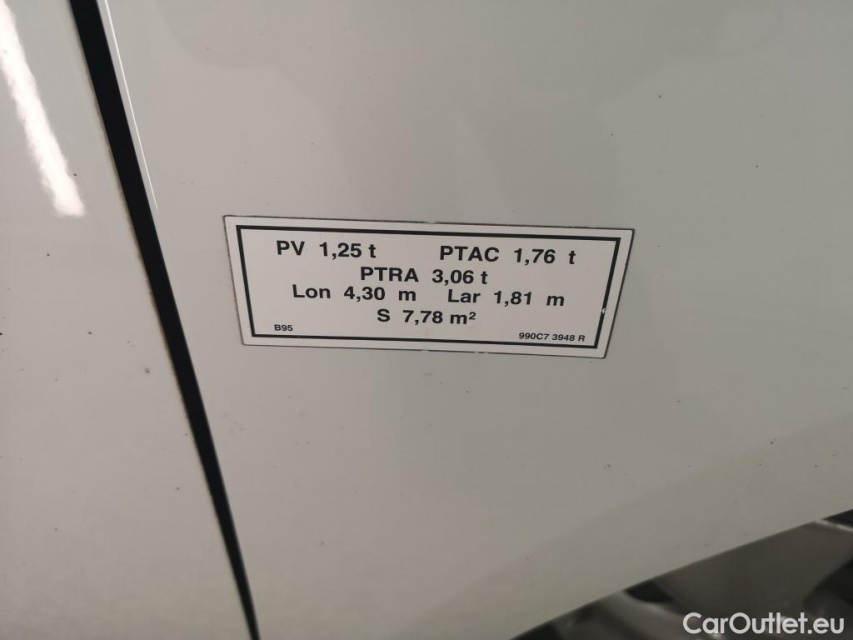 PV 1,25 t PTAC 1,76 t
PTRA 3,06 t
Lon 4,30 m Lar 1,81 m
S 7,78 m²
B95 990C7 3948 R
CarOutlet.eu